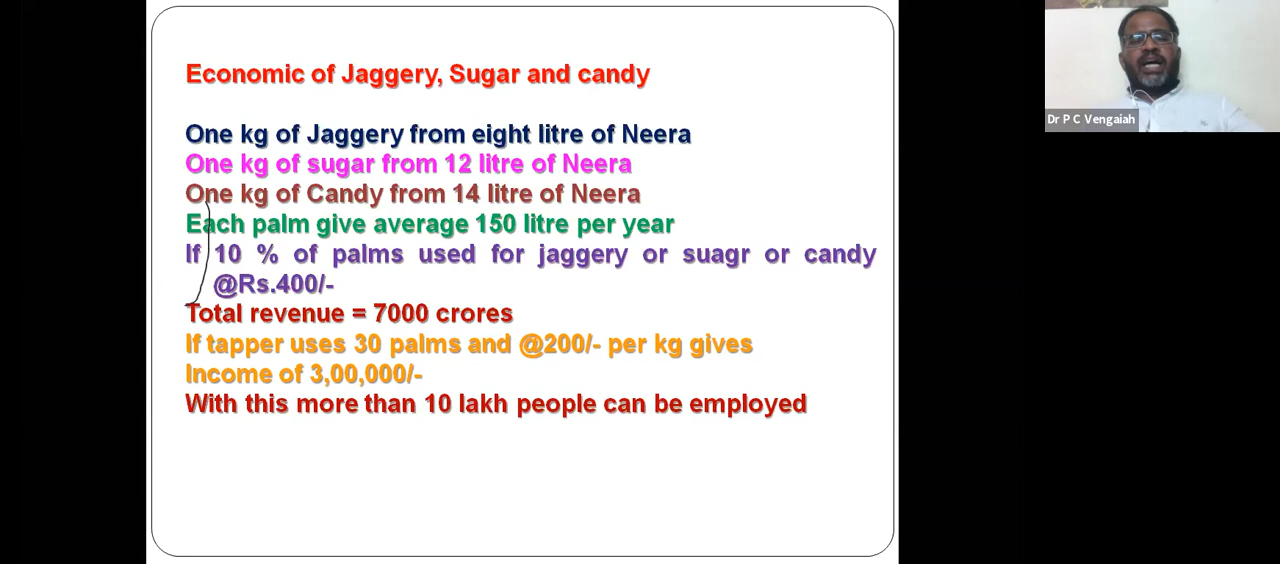 Economic of Jaggery, Sugar and candy
One kg of Jaggery from eight litre of Neera
One kg of sugar from 12 litre of Neera
One kg of Candy from 14 litre of Neera
Each palm give average 150 litre per year
If 10 % of palms used for jaggery or suagr or candy
@Rs.400/-
Total revenue = 7000 crores
If tapper uses 30 palms and @200/- per kg gives
Income of 3,00,000/-
With this more than 10 lakh people can be employed
Dr P C Vengaiah